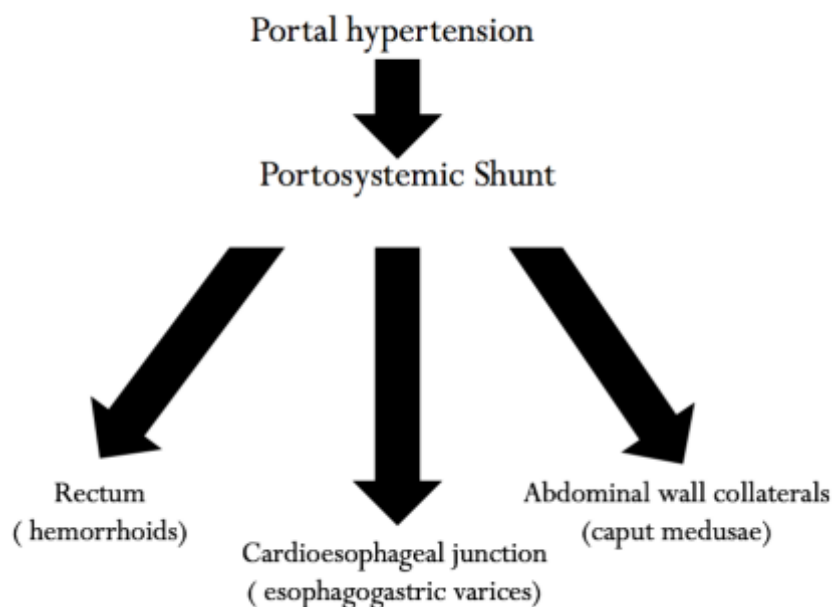 Portal hypertension
Portosystemic Shunt
Rectum
( hemorrhoids)
Cardioesophageal junction
( esophagogastric varices)
Abdominal wall collaterals
(caput medusae)